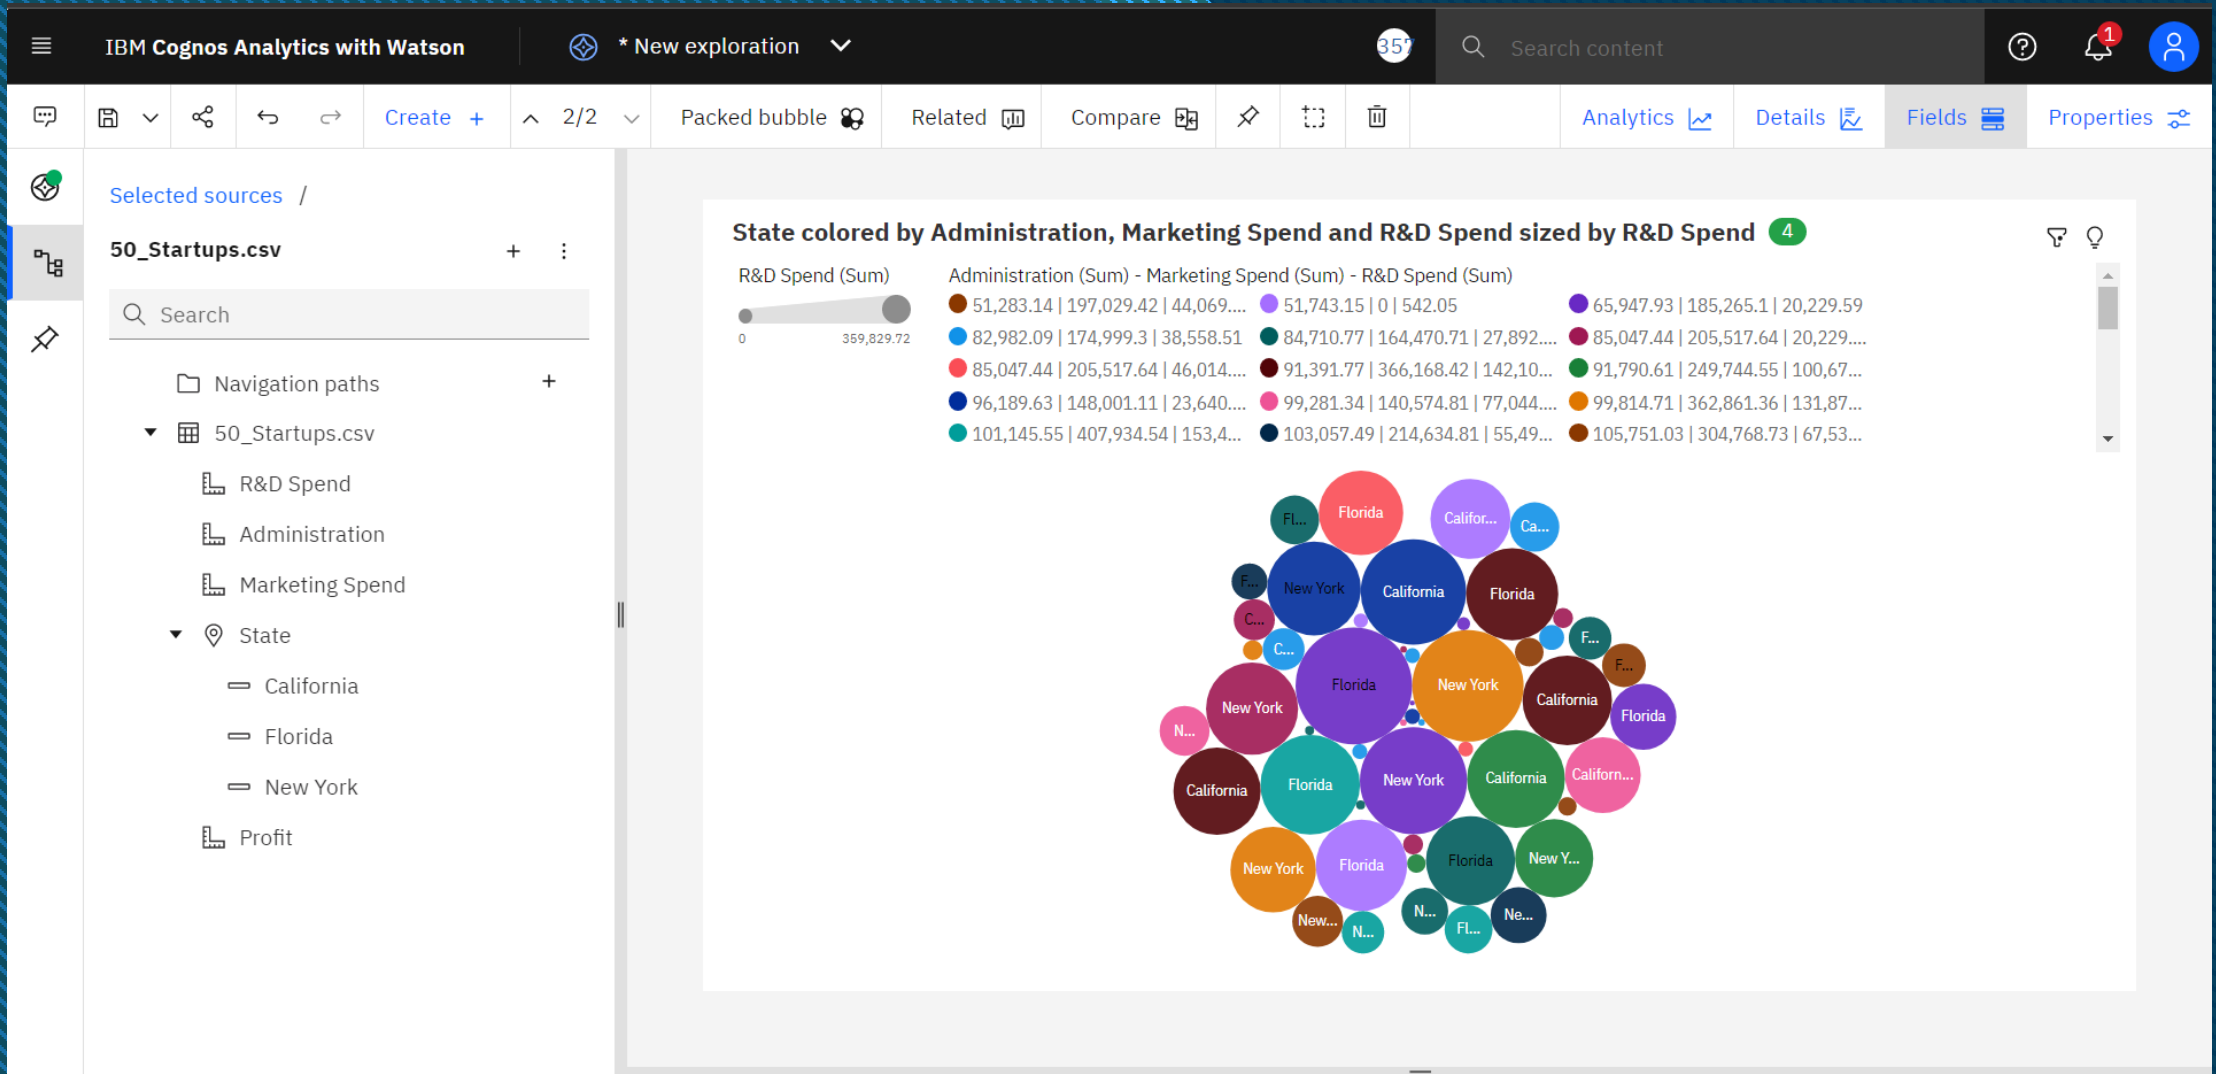 IBM Cognos Analytics with Watson
* New exploration
357
Search content
1
Create +
2/2
Packed bubble
Related
Compare
Analytics
Details
Fields
Properties
Selected sources /
50_Startups.csv
Search
Navigation paths
50_Startups.csv
R&D Spend
Administration
Marketing Spend
State
California
Florida
New York
Profit
State colored by Administration, Marketing Spend and R&D Spend sized by R&D Spend 4
R&D Spend (Sum)
0 359,829.72
Administration (Sum) - Marketing Spend (Sum) - R&D Spend (Sum)
51,283.14 | 197,029.42 | 44,069.... 51,743.15 | 0 | 542.05 65,947.93 | 185,265.1 | 20,229.59
82,982.09 | 174,999.3 | 38,558.51 84,710.77 | 164,470.71 | 27,892.... 85,047.44 | 205,517.64 | 20,229....
85,047.44 | 205,517.64 | 46,014.... 91,391.77 | 366,168.42 | 142,10... 91,790.61 | 249,744.55 | 100,67...
96,189.63 | 148,001.11 | 23,640.... 99,281.34 | 140,574.81 | 77,044.... 99,814.71 | 362,861.36 | 131,87...
101,145.55 | 407,934.54 | 153,4... 103,057.49 | 214,634.81 | 55,49... 105,751.03 | 304,768.73 | 67,53...
Fl... Florida Califor... Ca...
F... New York California Florida
C... C... F... F...
New York Florida New York California Florida
N...
California Florida New York California Californ...
New York Florida Florida New Y...
New... N... N... Fl... Ne...